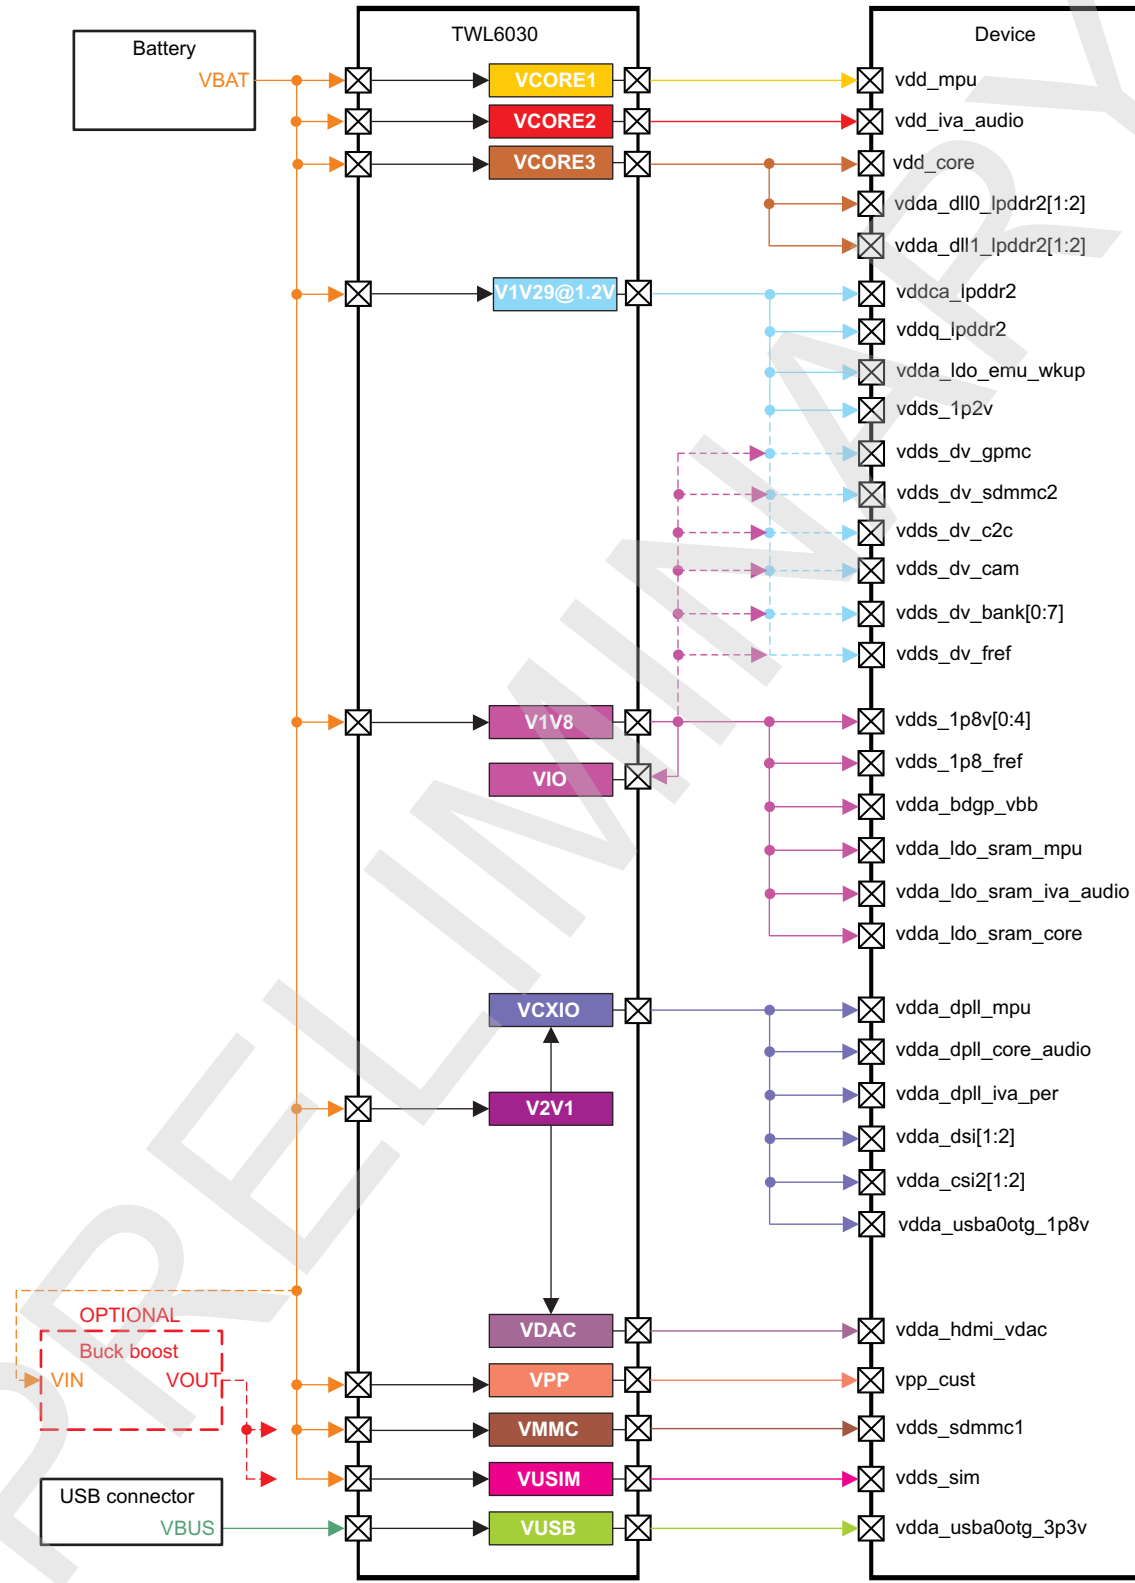 TWL6030
Device
Battery
VBAT
VCORE1
vdd_mpu
VCORE2
vdd_iva_audio
VCORE3
vdd_core
vdda_dll0_lpddr2[1:2]
vdda_dll1_lpddr2[1:2]
V1V29@1.2V
vddca_lpddr2
vddq_lpddr2
vdda_ldo_emu_wkup
vdds_1p2v
vdds_dv_gpmc
vdds_dv_sdmmc2
vdds_dv_c2c
vdds_dv_cam
vdds_dv_bank[0:7]
vdds_dv_fref
V1V8
vdds_1p8v[0:4]
VIO
vdds_1p8_fref
vdda_bdgp_vbb
vdda_ldo_sram_mpu
vdda_ldo_sram_iva_audio
vdda_ldo_sram_core
VCXIO
vdda_dpll_mpu
vdda_dpll_core_audio
V2V1
vdda_dpll_iva_per
vdda_dsi[1:2]
vdda_csi2[1:2]
vdda_usba0otg_1p8v
OPTIONAL
Buck boost
VIN
VOUT
VDAC
vdda_hdmi_vdac
VPP
vpp_cust
VMMC
vdds_sdmmc1
VUSIM
vdds_sim
USB connector
VBUS
VUSB
vdda_usba0otg_3p3v
PRELIMINARY